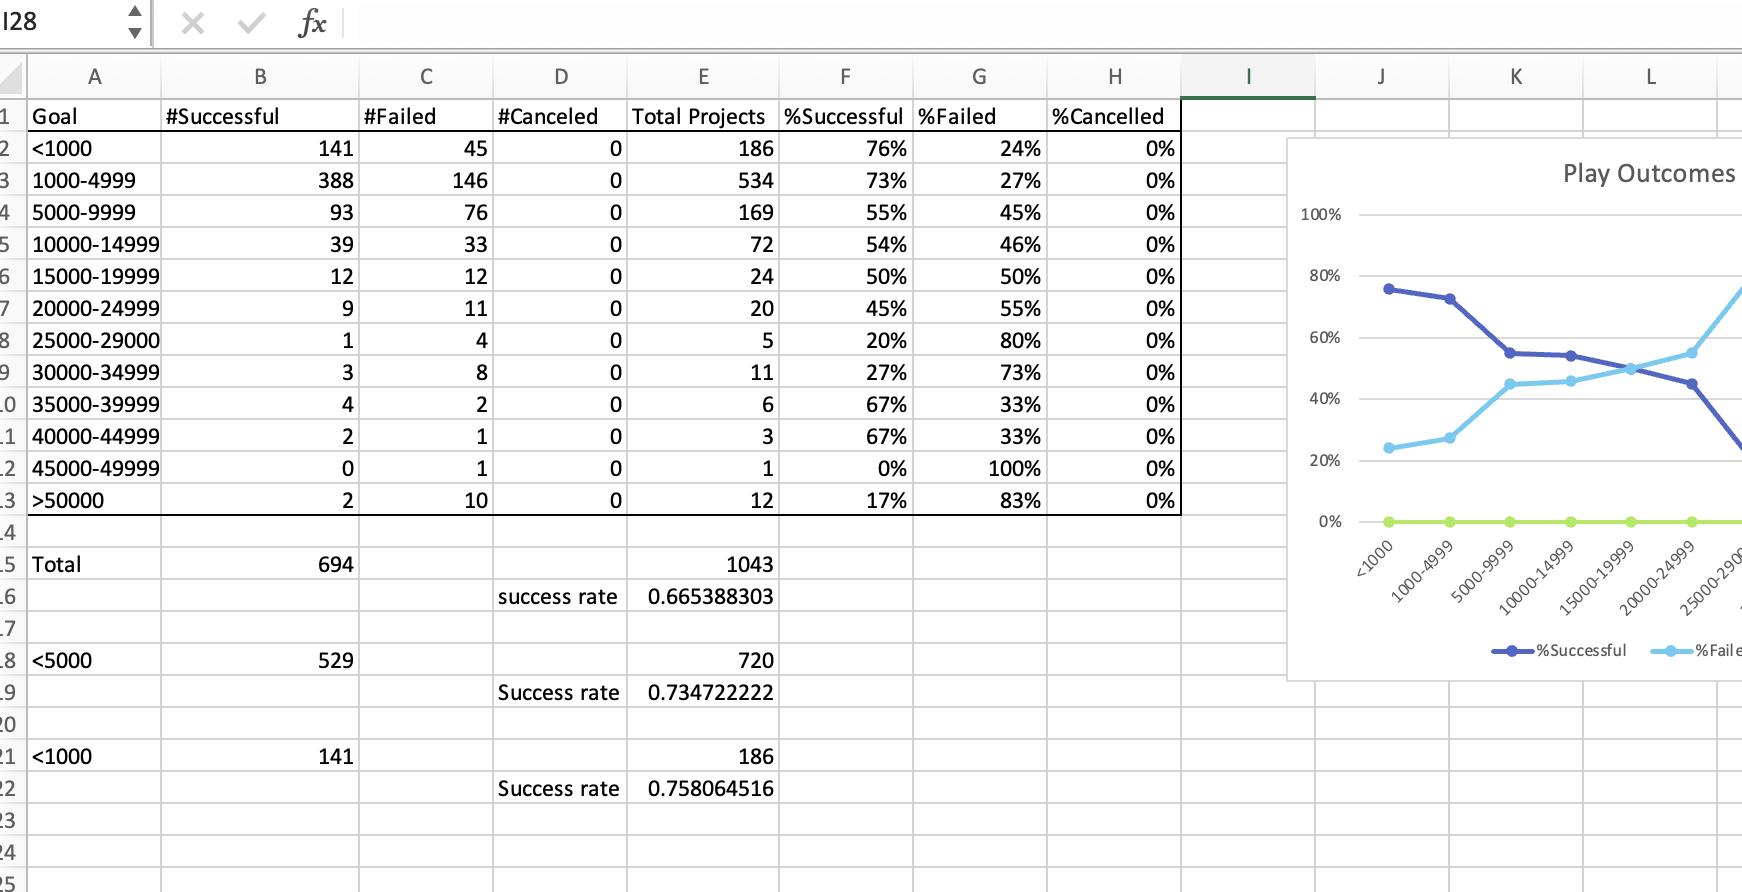 I28 fx
A B C D E F G H I J K L
1 Goal #Successful #Failed #Canceled Total Projects %Successful %Failed %Cancelled
2 <1000 141 45 0 186 76% 24% 0%
3 1000-4999 388 146 0 534 73% 27% 0%
4 5000-9999 93 76 0 169 55% 45% 0%
5 10000-14999 39 33 0 72 54% 46% 0%
6 15000-19999 12 12 0 24 50% 50% 0%
7 20000-24999 9 11 0 20 45% 55% 0%
8 25000-29000 1 4 0 5 20% 80% 0%
9 30000-34999 3 8 0 11 27% 73% 0%
10 35000-39999 4 2 0 6 67% 33% 0%
11 40000-44999 2 1 0 3 67% 33% 0%
12 45000-49999 0 1 0 1 0% 100% 0%
13 >50000 2 10 0 12 17% 83% 0%
14
15 Total 694 1043
16 success rate 0.665388303
17
18 <5000 529 720
19 Success rate 0.734722222
20
21 <1000 141 186
22 Success rate 0.758064516
23
24
25
Play Outcomes
100%
80%
60%
40%
20%
0%
<1000 1000-4999 5000-9999 10000-14999 15000-19999 20000-24999 25000-290
%Successful %Faile